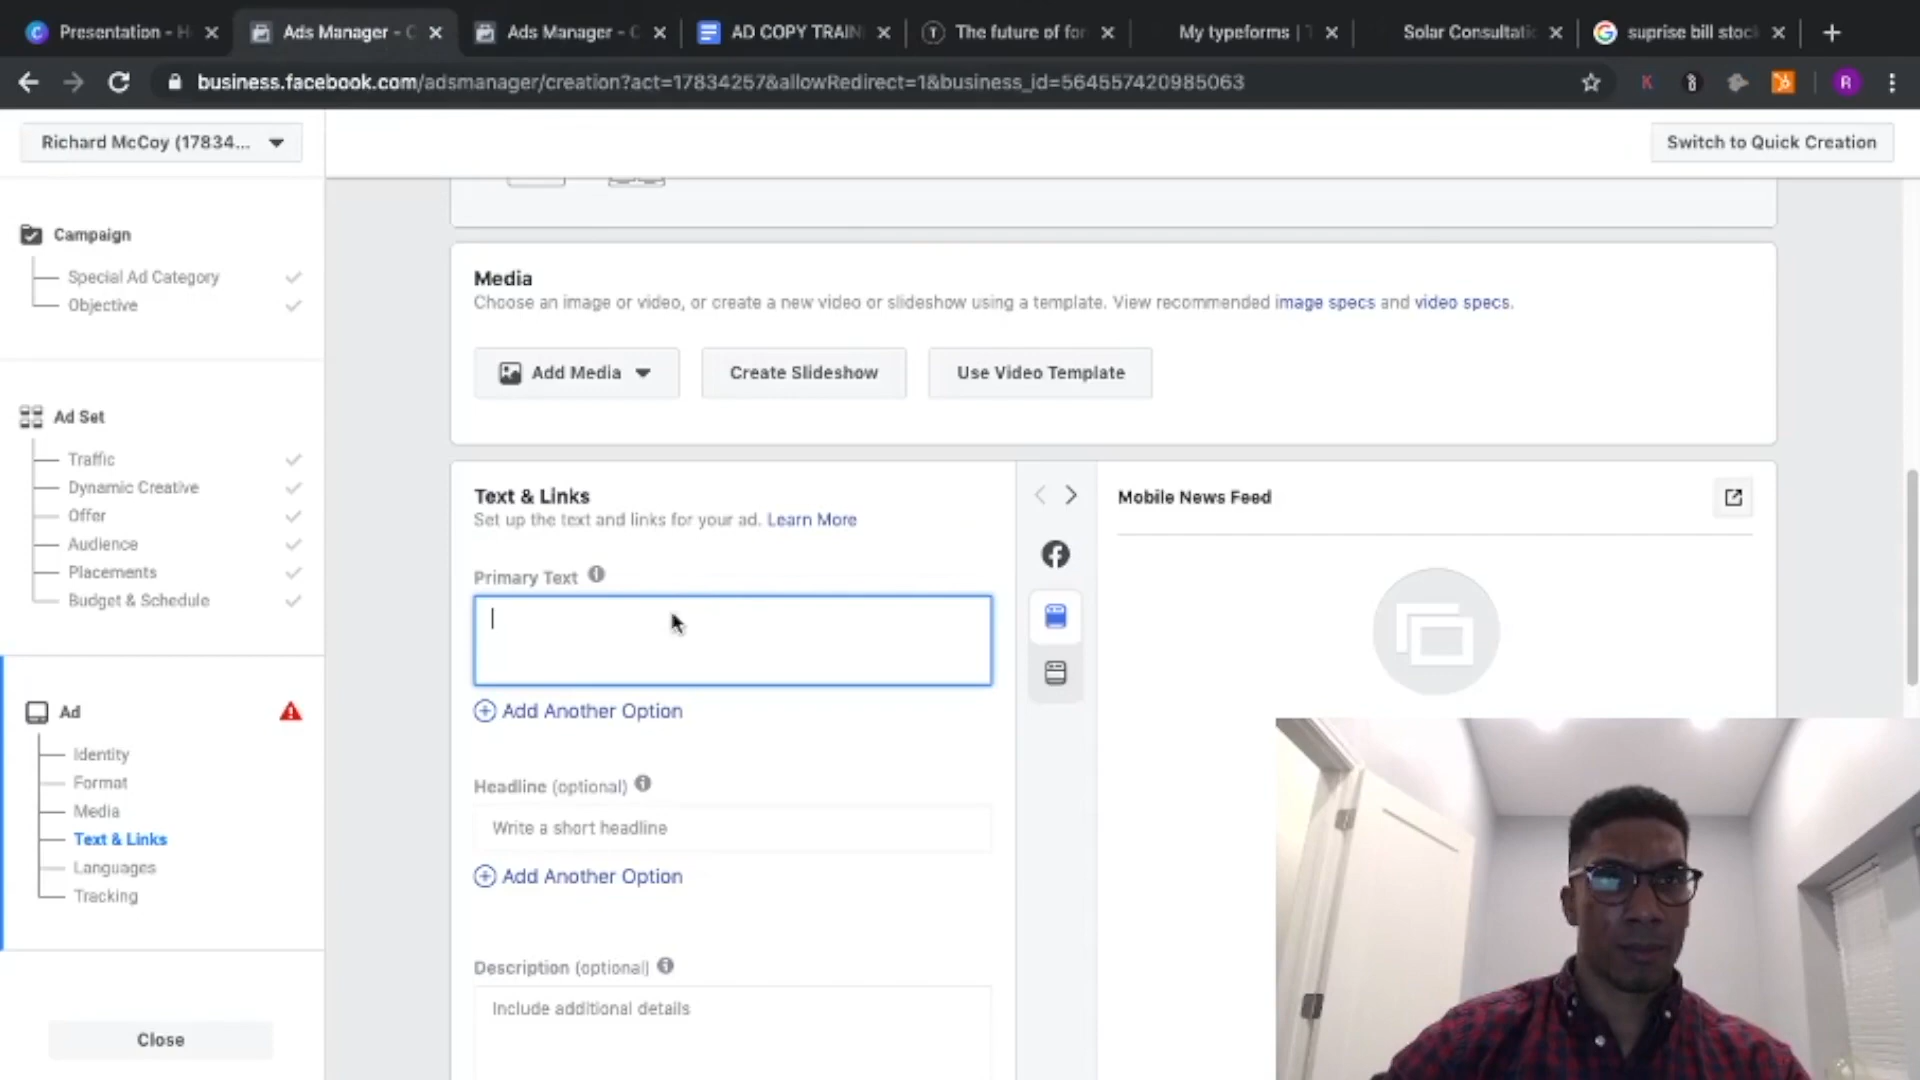 Presentation - H
Ads Manager - C
Ads Manager - C
AD COPY TRAIN
The future of for
My typeforms | T
Solar Consultati
suprise bill stoc
business.facebook.com/adsmanager/creation?act=17834257&allowRedirect=1&business_id=564557420985063
R
Richard McCoy (17834...
Switch to Quick Creation
Campaign
Special Ad Category
Objective
Ad Set
Traffic
Dynamic Creative
Offer
Audience
Placements
Budget & Schedule
Ad
Identity
Format
Media
Text & Links
Languages
Tracking
Close
Media
Choose an image or video, or create a new video or slideshow using a template. View recommended image specs and video specs.
Add Media
Create Slideshow
Use Video Template
Text & Links
Set up the text and links for your ad. Learn More
Primary Text
Add Another Option
Headline (optional)
Write a short headline
Add Another Option
Description (optional)
Include additional details
Mobile News Feed